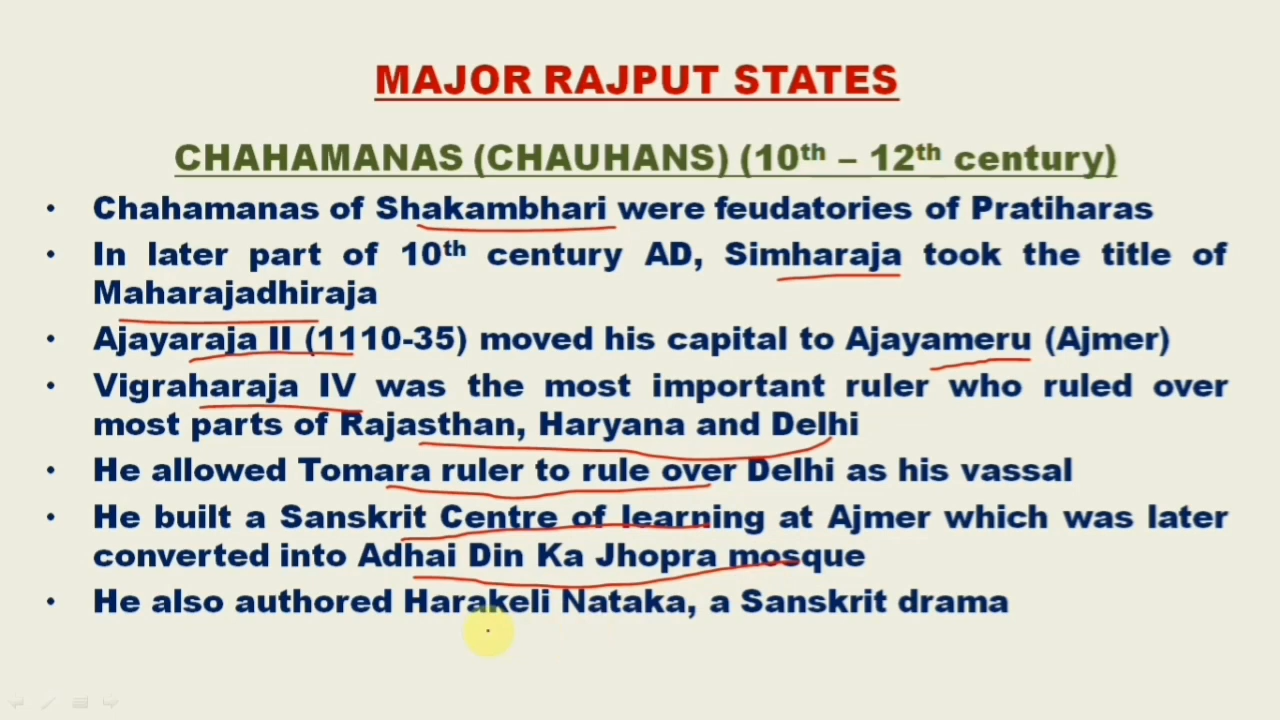 MAJOR RAJPUT STATES
CHAHAMANAS (CHAUHANS) (10th – 12th century)
• Chahamanas of Shakambhari were feudatories of Pratiharas
• In later part of 10th century AD, Simharaja took the title of
Maharajadhiraja
• Ajayaraja II (1110-35) moved his capital to Ajayameru (Ajmer)
• Vigraharaja IV was the most important ruler who ruled over
most parts of Rajasthan, Haryana and Delhi
• He allowed Tomara ruler to rule over Delhi as his vassal
• He built a Sanskrit Centre of learning at Ajmer which was later
converted into Adhai Din Ka Jhopra mosque
• He also authored Harakeli Nataka, a Sanskrit drama